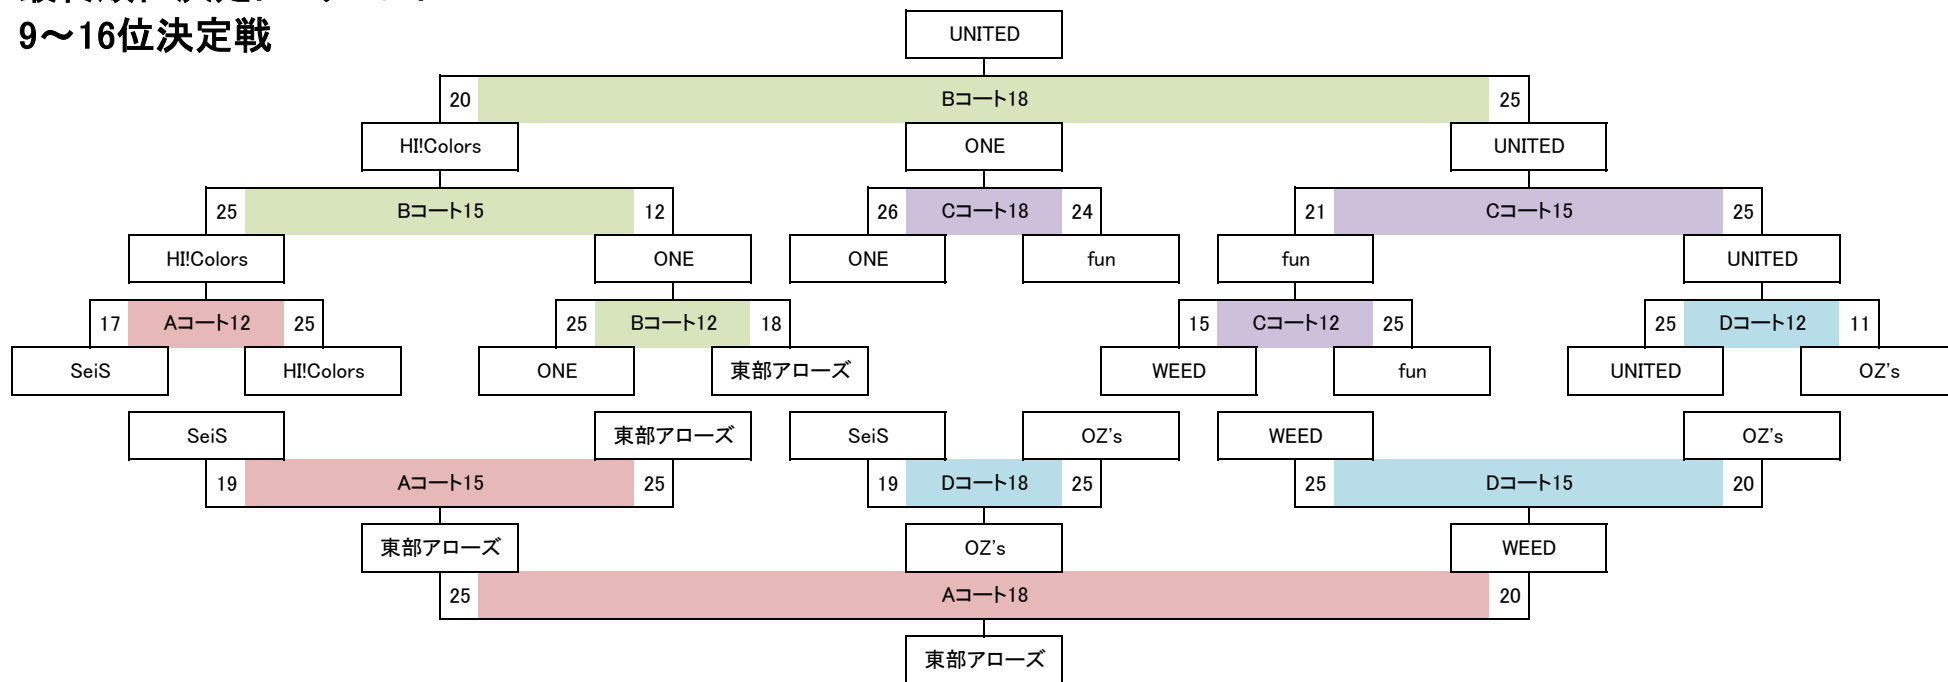 9～16位決定戦
UNITED
20 Bコート18 25
HI!Colors ONE UNITED
25 Bコート15 12 26 Cコート18 24 21 Cコート15 25
HI!Colors ONE ONE fun fun UNITED
17 Aコート12 25 25 Bコート12 18 15 Cコート12 25 25 Dコート12 11
SeiS HI!Colors ONE 東部アローズ WEED fun UNITED OZ's
SeiS 東部アローズ SeiS OZ's WEED OZ's
19 Aコート15 25 19 Dコート18 25 25 Dコート15 20
東部アローズ OZ's WEED
25 Aコート18 20
東部アローズ